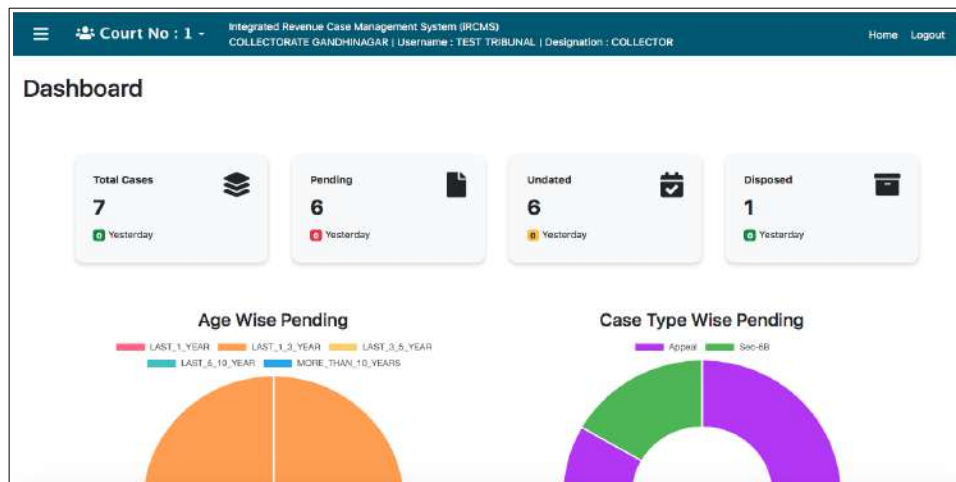 Court No : 1 -
Integrated Revenue Case Management System (iRCMS)
COLLECTORATE GANDHINAGAR | Username : TEST TRIBUNAL | Designation : COLLECTOR
Home Logout
Dashboard
Total Cases
7
0 Yesterday
Pending
6
0 Yesterday
Undated
6
0 Yesterday
Disposed
1
0 Yesterday
Age Wise Pending
LAST_1_YEAR LAST_1_3_YEAR LAST_3_5_YEAR
LAST_5_10_YEAR MORE_THAN_10_YEARS
Case Type Wise Pending
Appeal Sec-6B